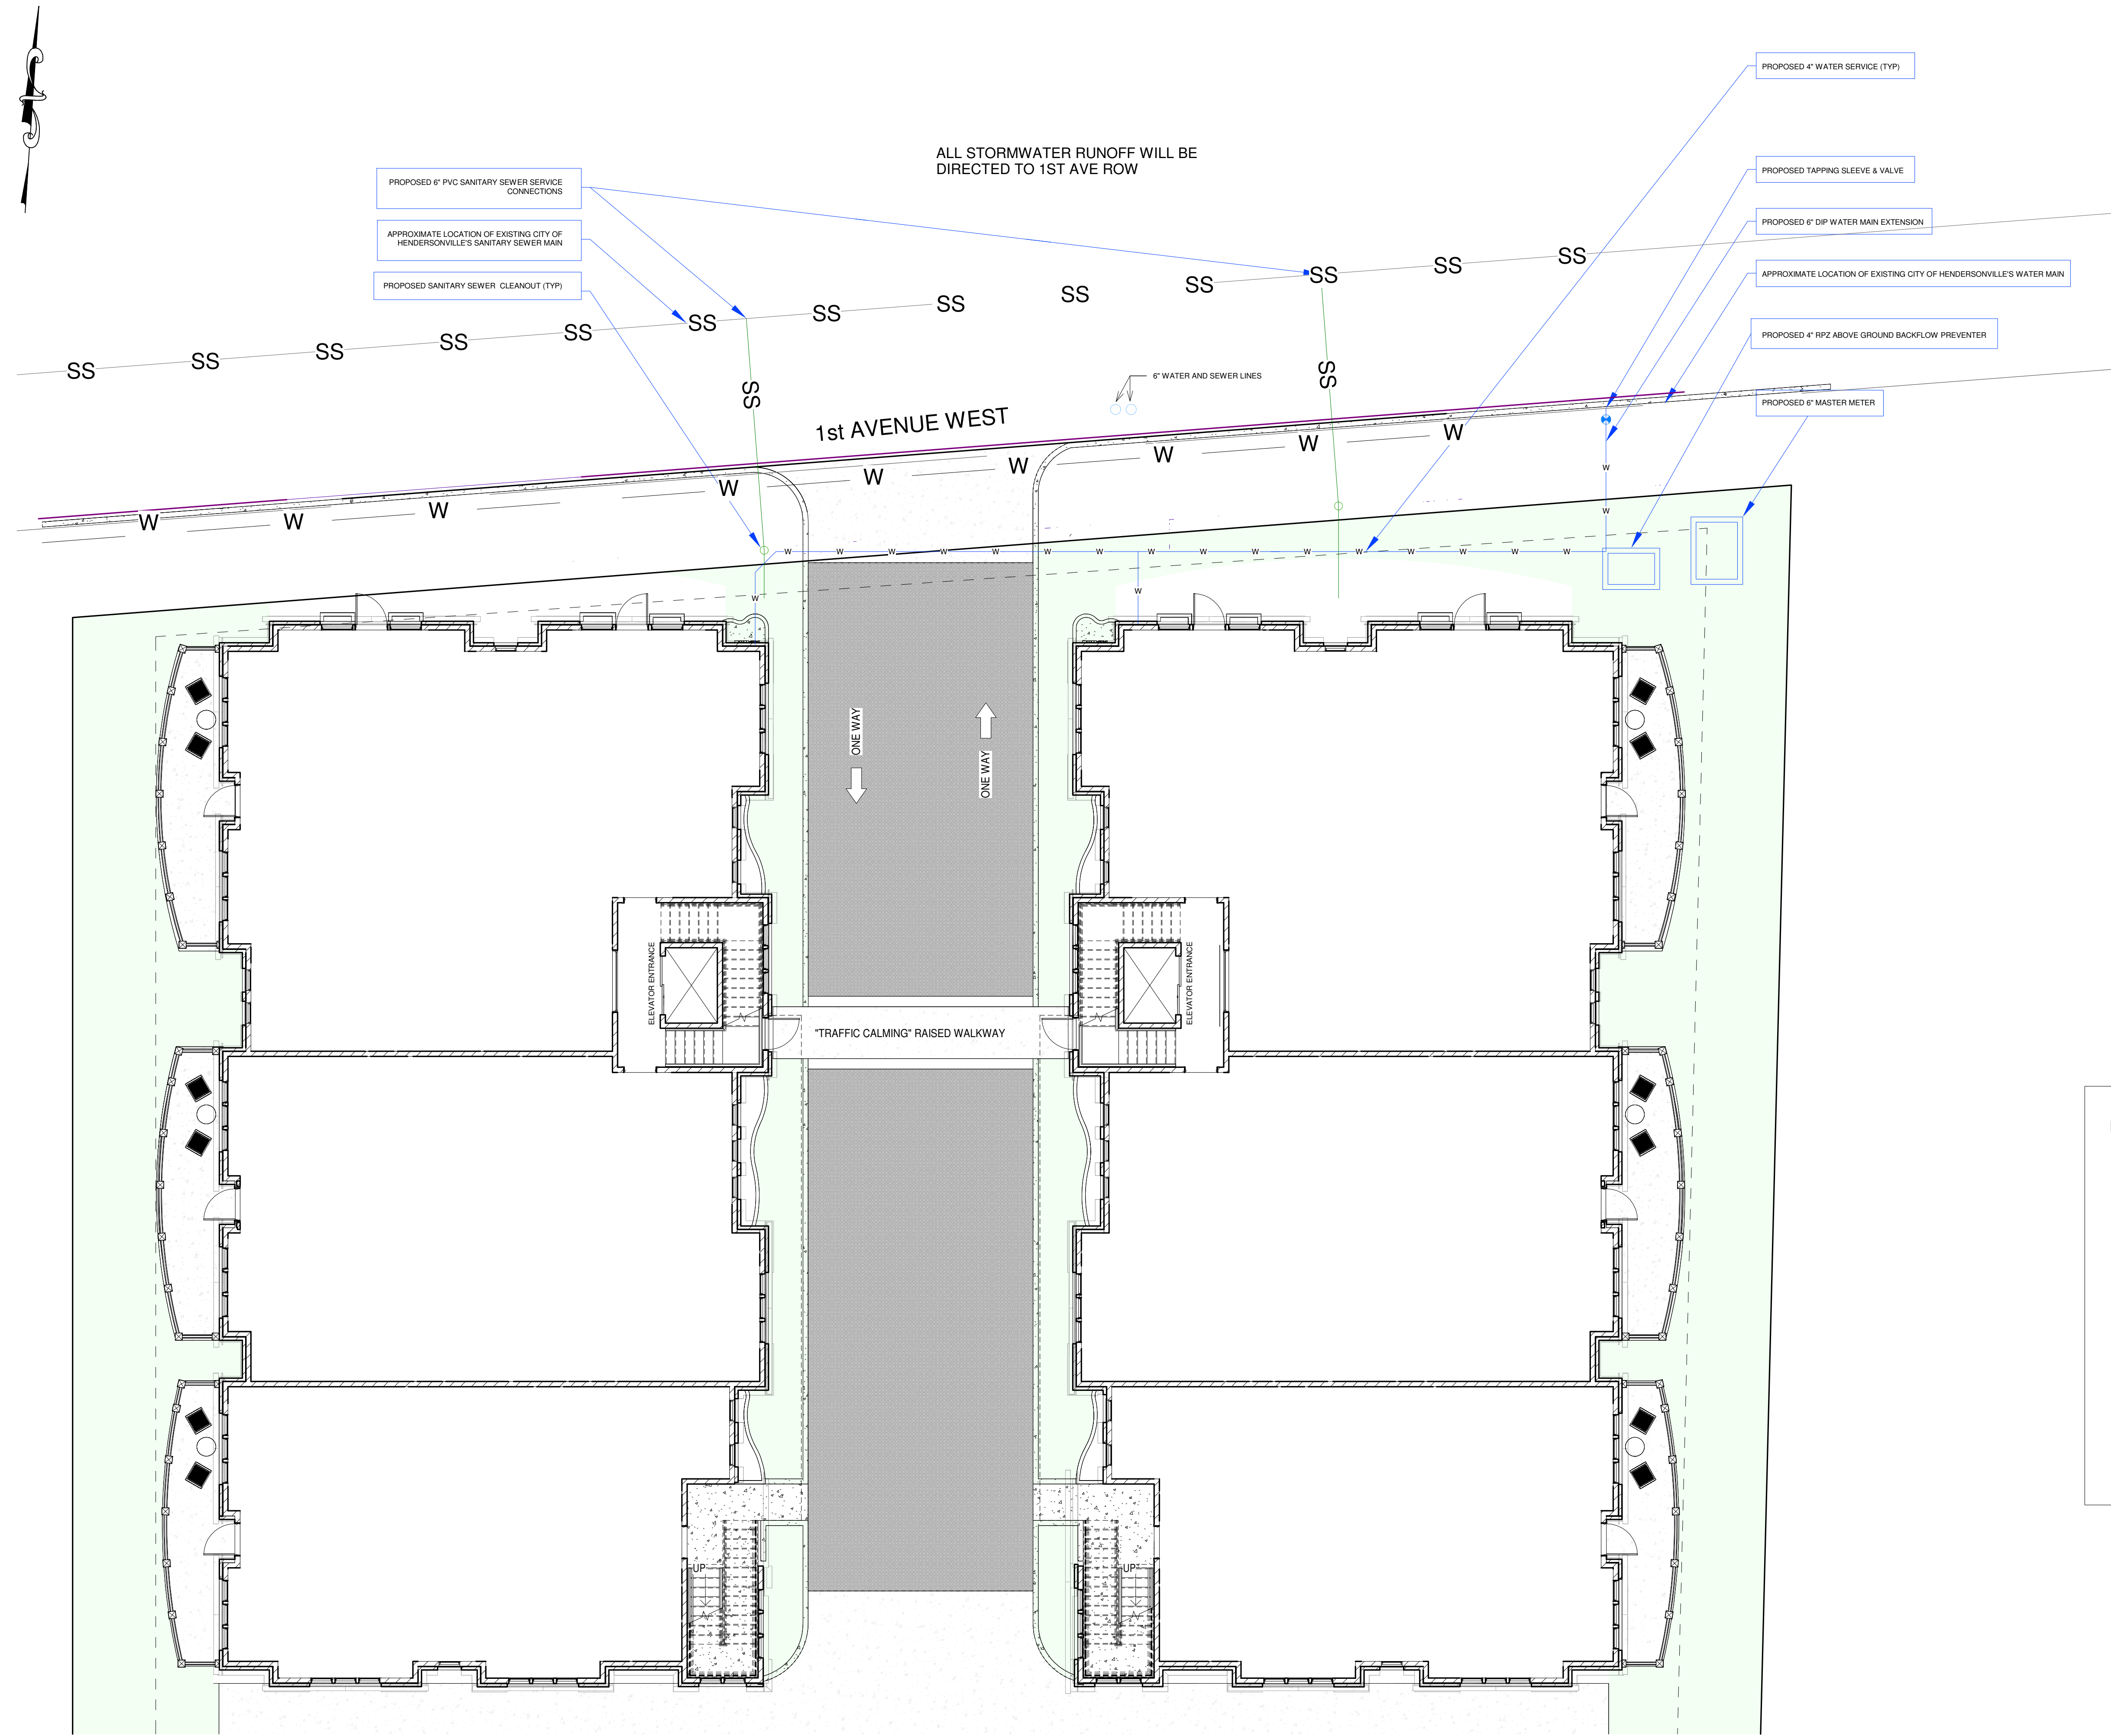 PROPOSED 4" WATER SERVICE (TYP)
ALL STORMWATER RUNOFF WILL BE
DIRECTED TO 1ST AVE ROW
PROPOSED 6" PVC SANITARY SEWER SERVICE
CONNECTIONS
PROPOSED TAPPING SLEEVE & VALVE
APPROXIMATE LOCATION OF EXISTING CITY OF
HENDERSONVILLE'S SANITARY SEWER MAIN
PROPOSED 6" DIP WATER MAIN EXTENSION
PROPOSED SANITARY SEWER CLEANOUT (TYP)
APPROXIMATE LOCATION OF EXISTING CITY OF HENDERSONVILLE'S WATER MAIN
PROPOSED 4" RPZ ABOVE GROUND BACKFLOW PREVENTER
PROPOSED 6" MASTER METER
SS SS SS SS SS SS SS SS SS SS SS SS SS
SS SS
6" WATER AND SEWER LINES
1st AVENUE WEST
W W W W W W W W W W
W W
W W W W W W W W W W W W W W W W
W W
ONE WAY
ONE WAY
ELEVATOR ENTRANCE
ELEVATOR ENTRANCE
"TRAFFIC CALMING" RAISED WALKWAY
UP
UP